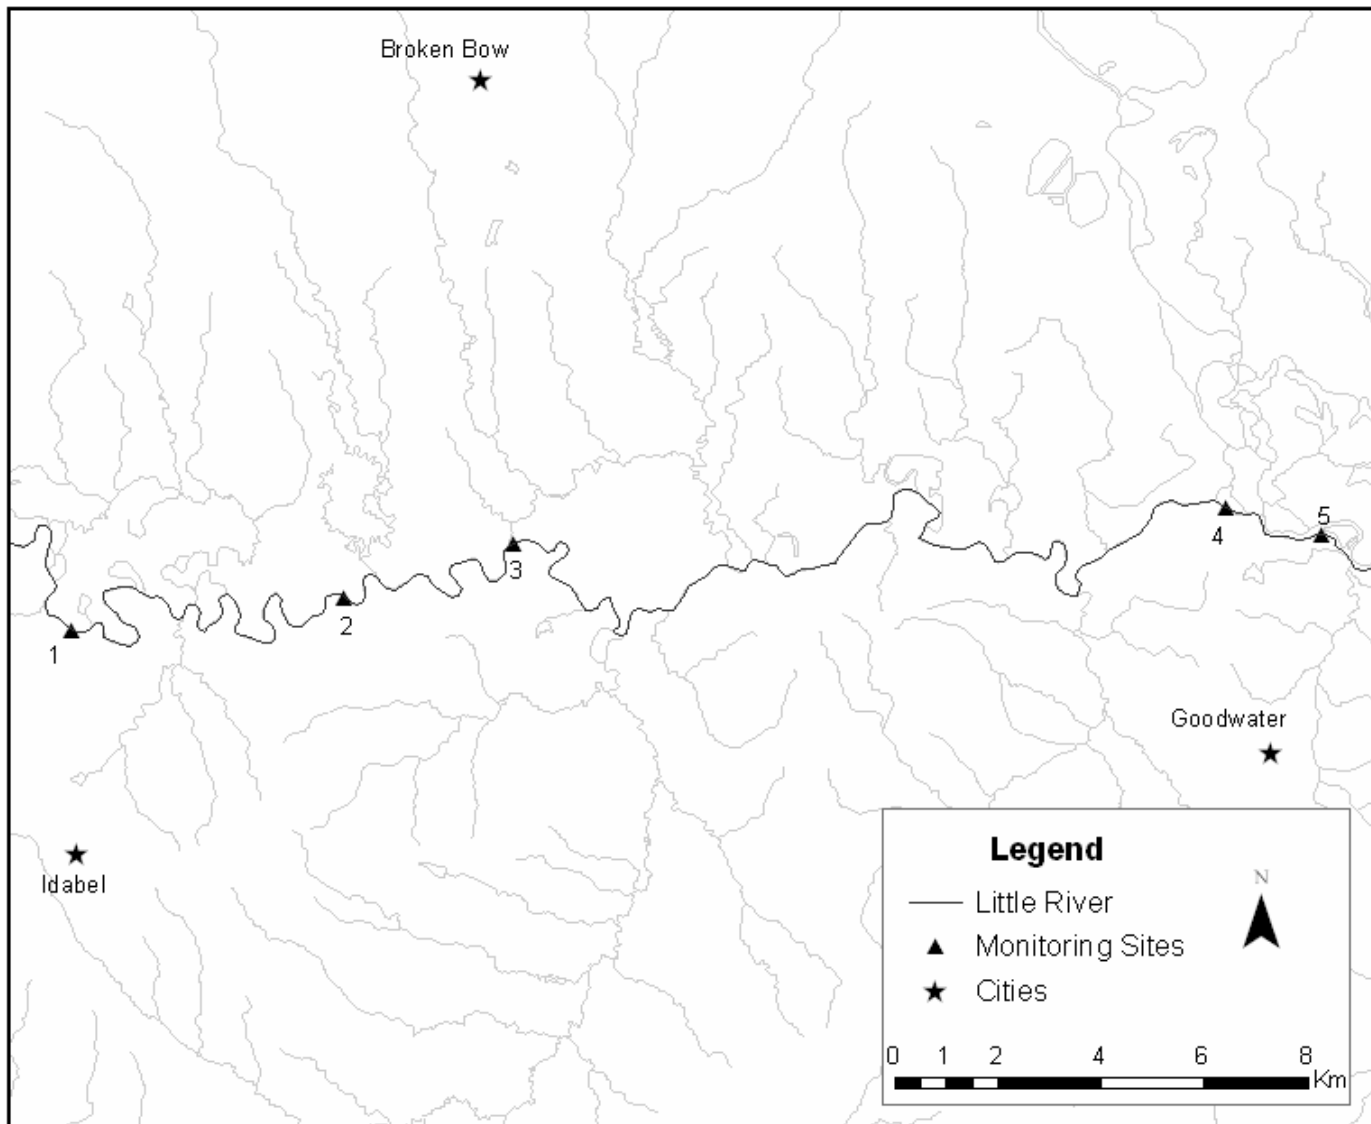 Broken Bow
1
2
3
4
5
Goodwater
Idabel
Legend
N
Little River
Monitoring Sites
Cities
0 1 2 4 6 8
Km